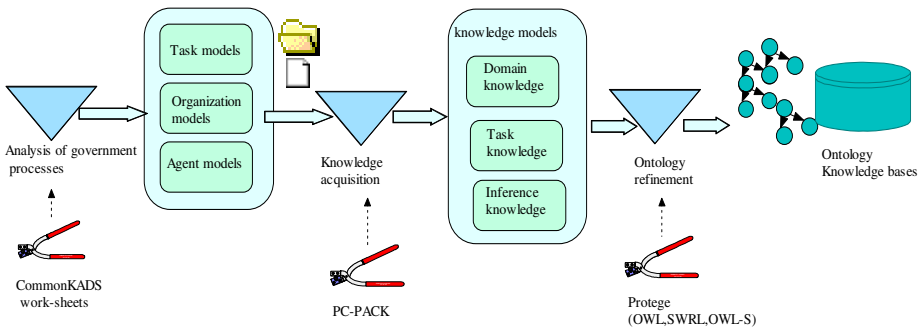 Analysis of government
processes
CommonKADS
work-sheets
Task models
Organization
models
Agent models
Knowledge
acquisition
PC-PACK
knowledge models
Domain
knowledge
Task
knowledge
Inference
knowledge
Ontology
refinement
Protege
(OWL,SWRL,OWL-S)
Ontology
Knowledge bases